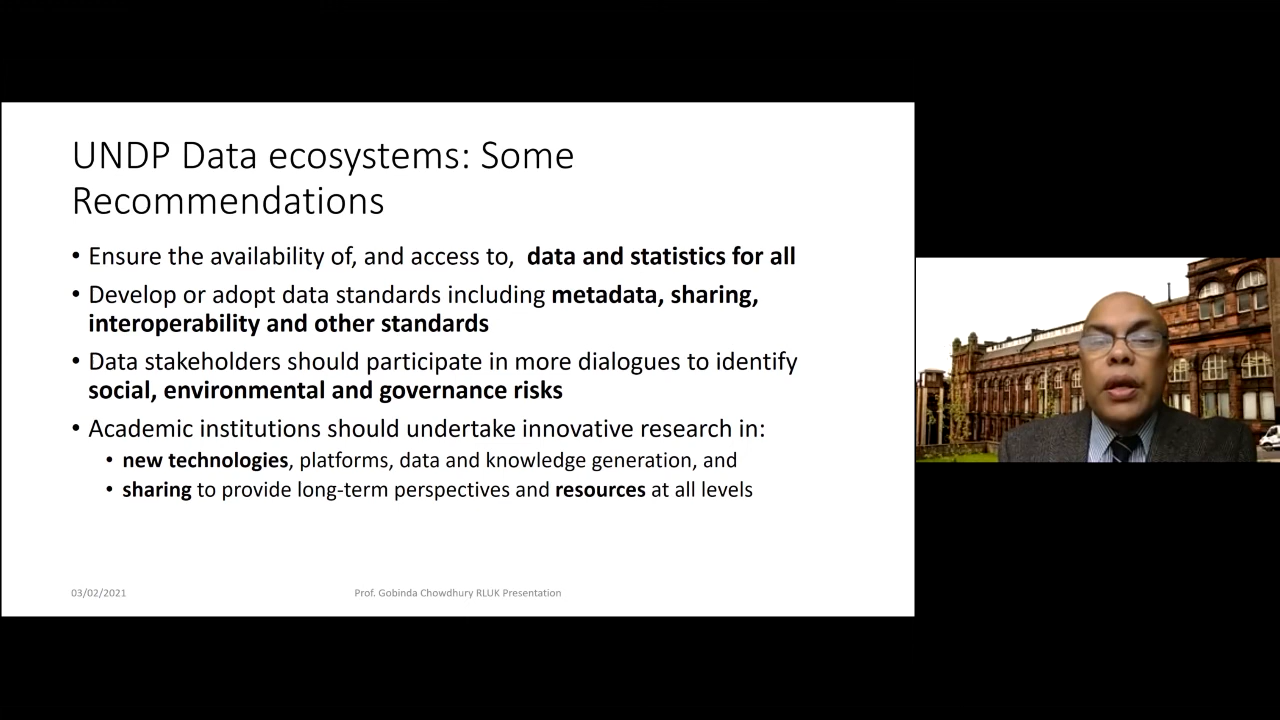 UNDP Data ecosystems: Some
Recommendations
• Ensure the availability of, and access to, data and statistics for all
• Develop or adopt data standards including metadata, sharing,
interoperability and other standards
• Data stakeholders should participate in more dialogues to identify
social, environmental and governance risks
• Academic institutions should undertake innovative research in:
• new technologies, platforms, data and knowledge generation, and
• sharing to provide long-term perspectives and resources at all levels
03/02/2021
Prof. Gobinda Chowdhury RLUK Presentation